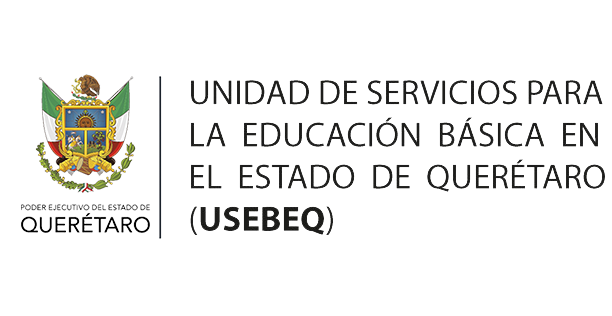 PODER EJECUTIVO DEL ESTADO DE
QUERÉTARO
UNIDAD DE SERVICIOS PARA
LA EDUCACIÓN BÁSICA EN
EL ESTADO DE QUERÉTARO
(USEBEQ)